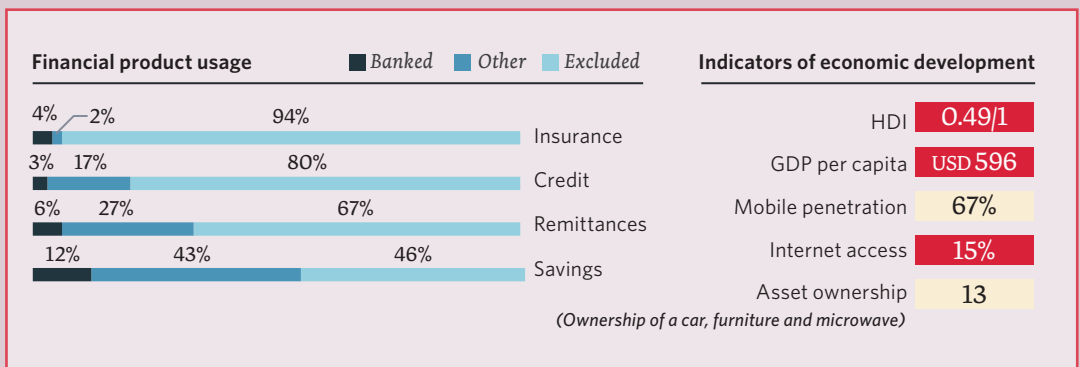 Financial product usage
Banked Other Excluded
4% 2% 94%
Insurance
3% 17% 80%
Credit
6% 27% 67%
Remittances
12% 43% 46%
Savings
Indicators of economic development
HDI 0.49/1
GDP per capita USD 596
Mobile penetration 67%
Internet access 15%
Asset ownership 13
(Ownership of a car, furniture and microwave)